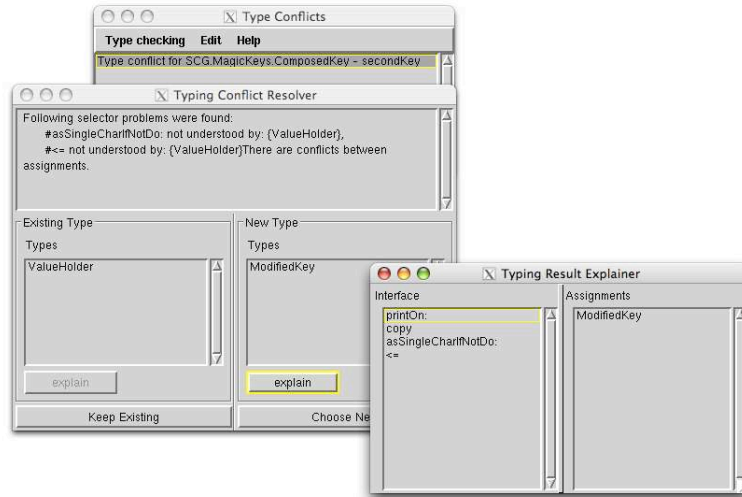 Type Conflicts
Type checking Edit Help
Type conflict for SCG.MagicKeys.ComposedKey - secondKey
Typing Conflict Resolver
Following selector problems were found:
#asSingleCharIfNotDo: not understood by: {ValueHolder},
#<= not understood by: {ValueHolder}There are conflicts between
assignments.
Existing Type
Types
ValueHolder
explain
Keep Existing
New Type
Types
ModifiedKey
explain
Choose Ne
Typing Result Explainer
Interface
printOn:
copy
asSingleCharIfNotDo:
<=
Assignments
ModifiedKey